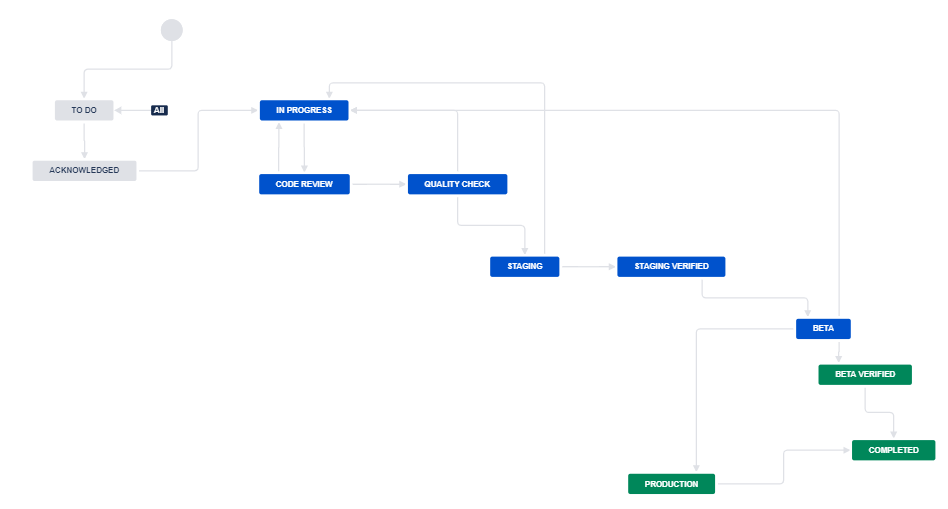 TO DO
All
IN PROGRESS
ACKNOWLEDGED
CODE REVIEW
QUALITY CHECK
STAGING
STAGING VERIFIED
BETA
BETA VERIFIED
COMPLETED
PRODUCTION